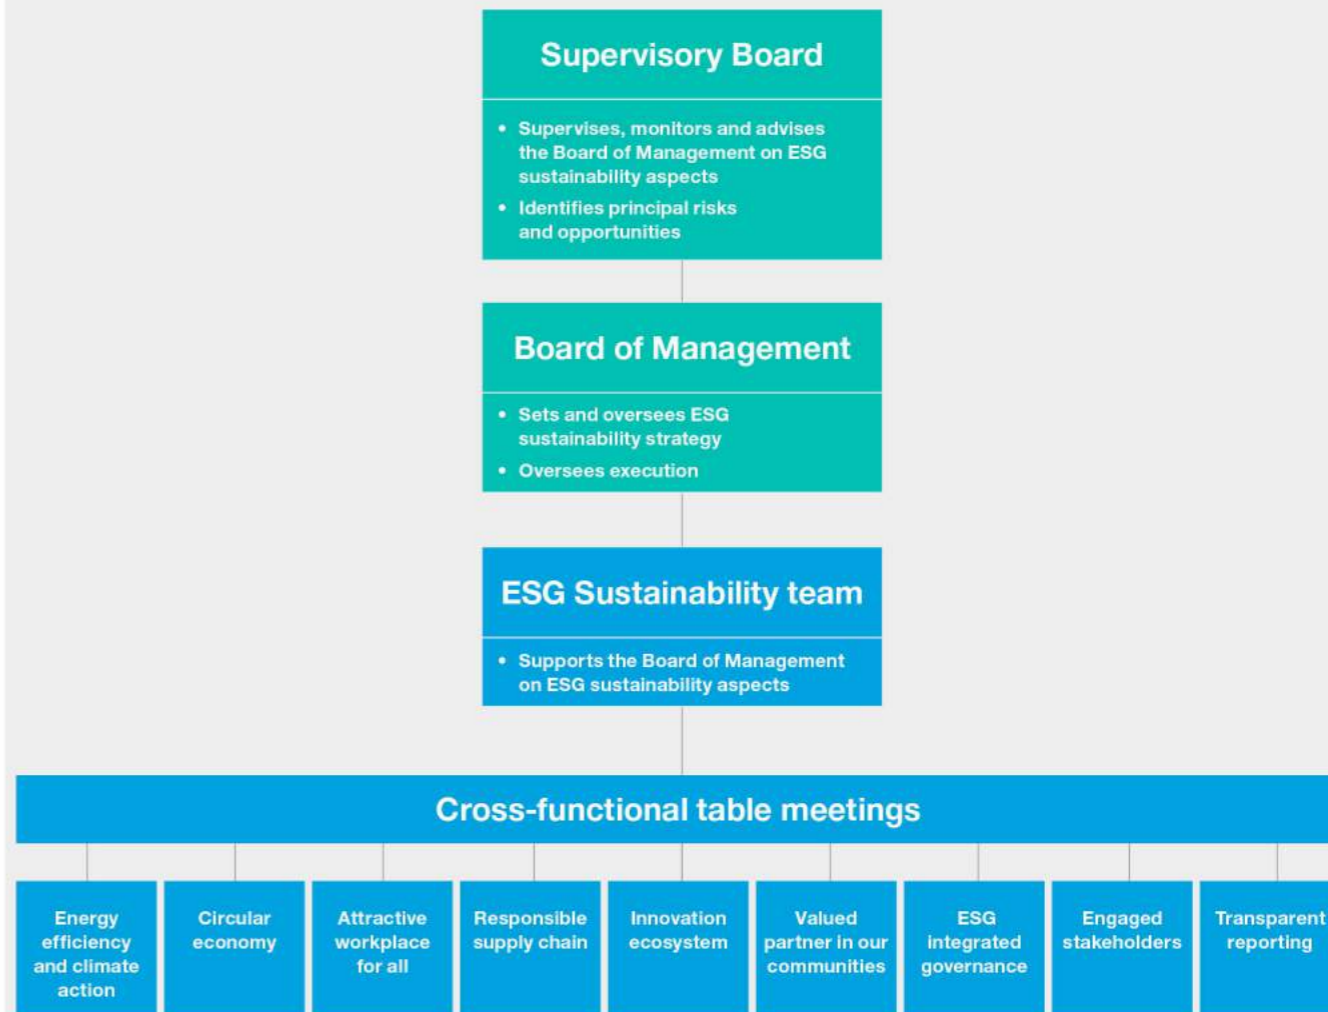 Supervisory Board
• Supervises, monitors and advises
the Board of Management on ESG
sustainability aspects
• Identifies principal risks
and opportunities
Board of Management
• Sets and oversees ESG
sustainability strategy
• Oversees execution
ESG Sustainability team
• Supports the Board of Management
on ESG sustainability aspects
Cross-functional table meetings
Energy
efficiency
and climate
action
Circular
economy
Attractive
workplace
for all
Responsible
supply chain
Innovation
ecosystem
Valued
partner in our
communities
ESG
integrated
governance
Engaged
stakeholders
Transparent
reporting